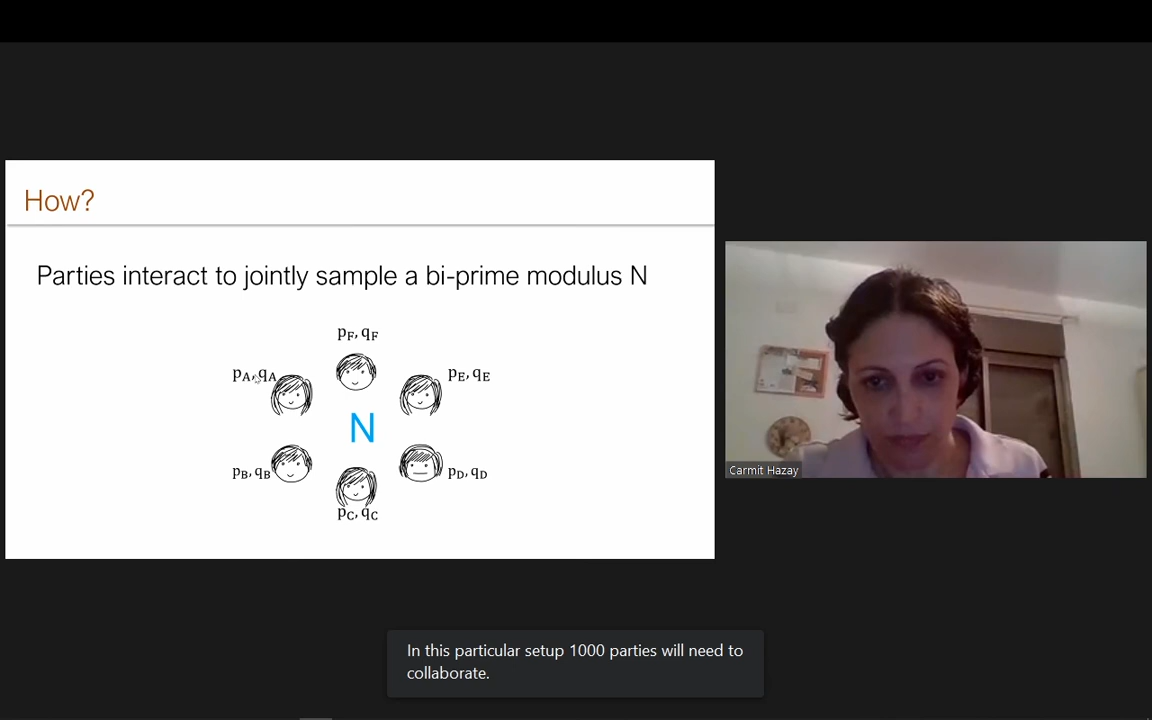 How?
Parties interact to jointly sample a bi-prime modulus N
pF, qF
pA, qA
pE, qE
N
pB, qB
pD, qD
pC, qC
Carmit Hazay
In this particular setup 1000 parties will need to
collaborate.